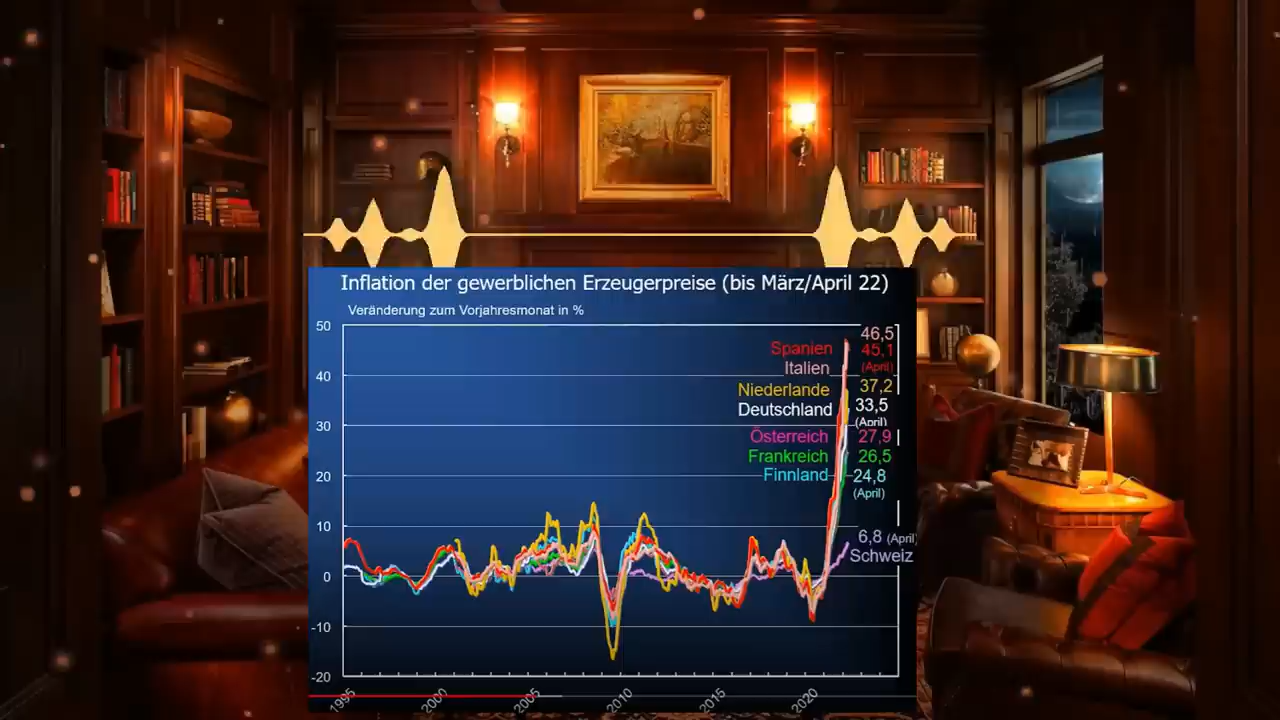 Inflation der gewerblichen Erzeugerpreise (bis März/April 22)
Veränderung zum Vorjahresmonat in %
50
40
30
20
10
0
-10
-20
46,5
Spanien 45,1
(April)
Italien
Niederlande 37,2
Deutschland 33,5
(April)
Österreich 27,9
Frankreich 26,5
Finnland 24,8
(April)
6,8 (April)
Schweiz
1995 2000 2005 2010 2015 2020